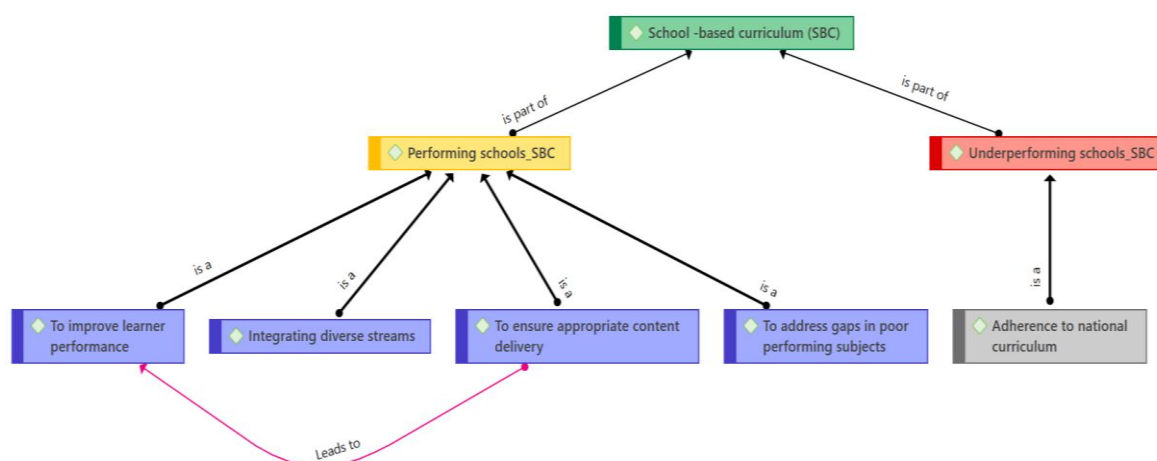 School -based curriculum (SBC)
is part of
is part of
Performing schools_SBC
Underperforming schools_SBC
is a
is a
is a
is a
is a
To improve learner
performance
Integrating diverse streams
To ensure appropriate content
delivery
To address gaps in poor
performing subjects
Adherence to national
curriculum
Leads to